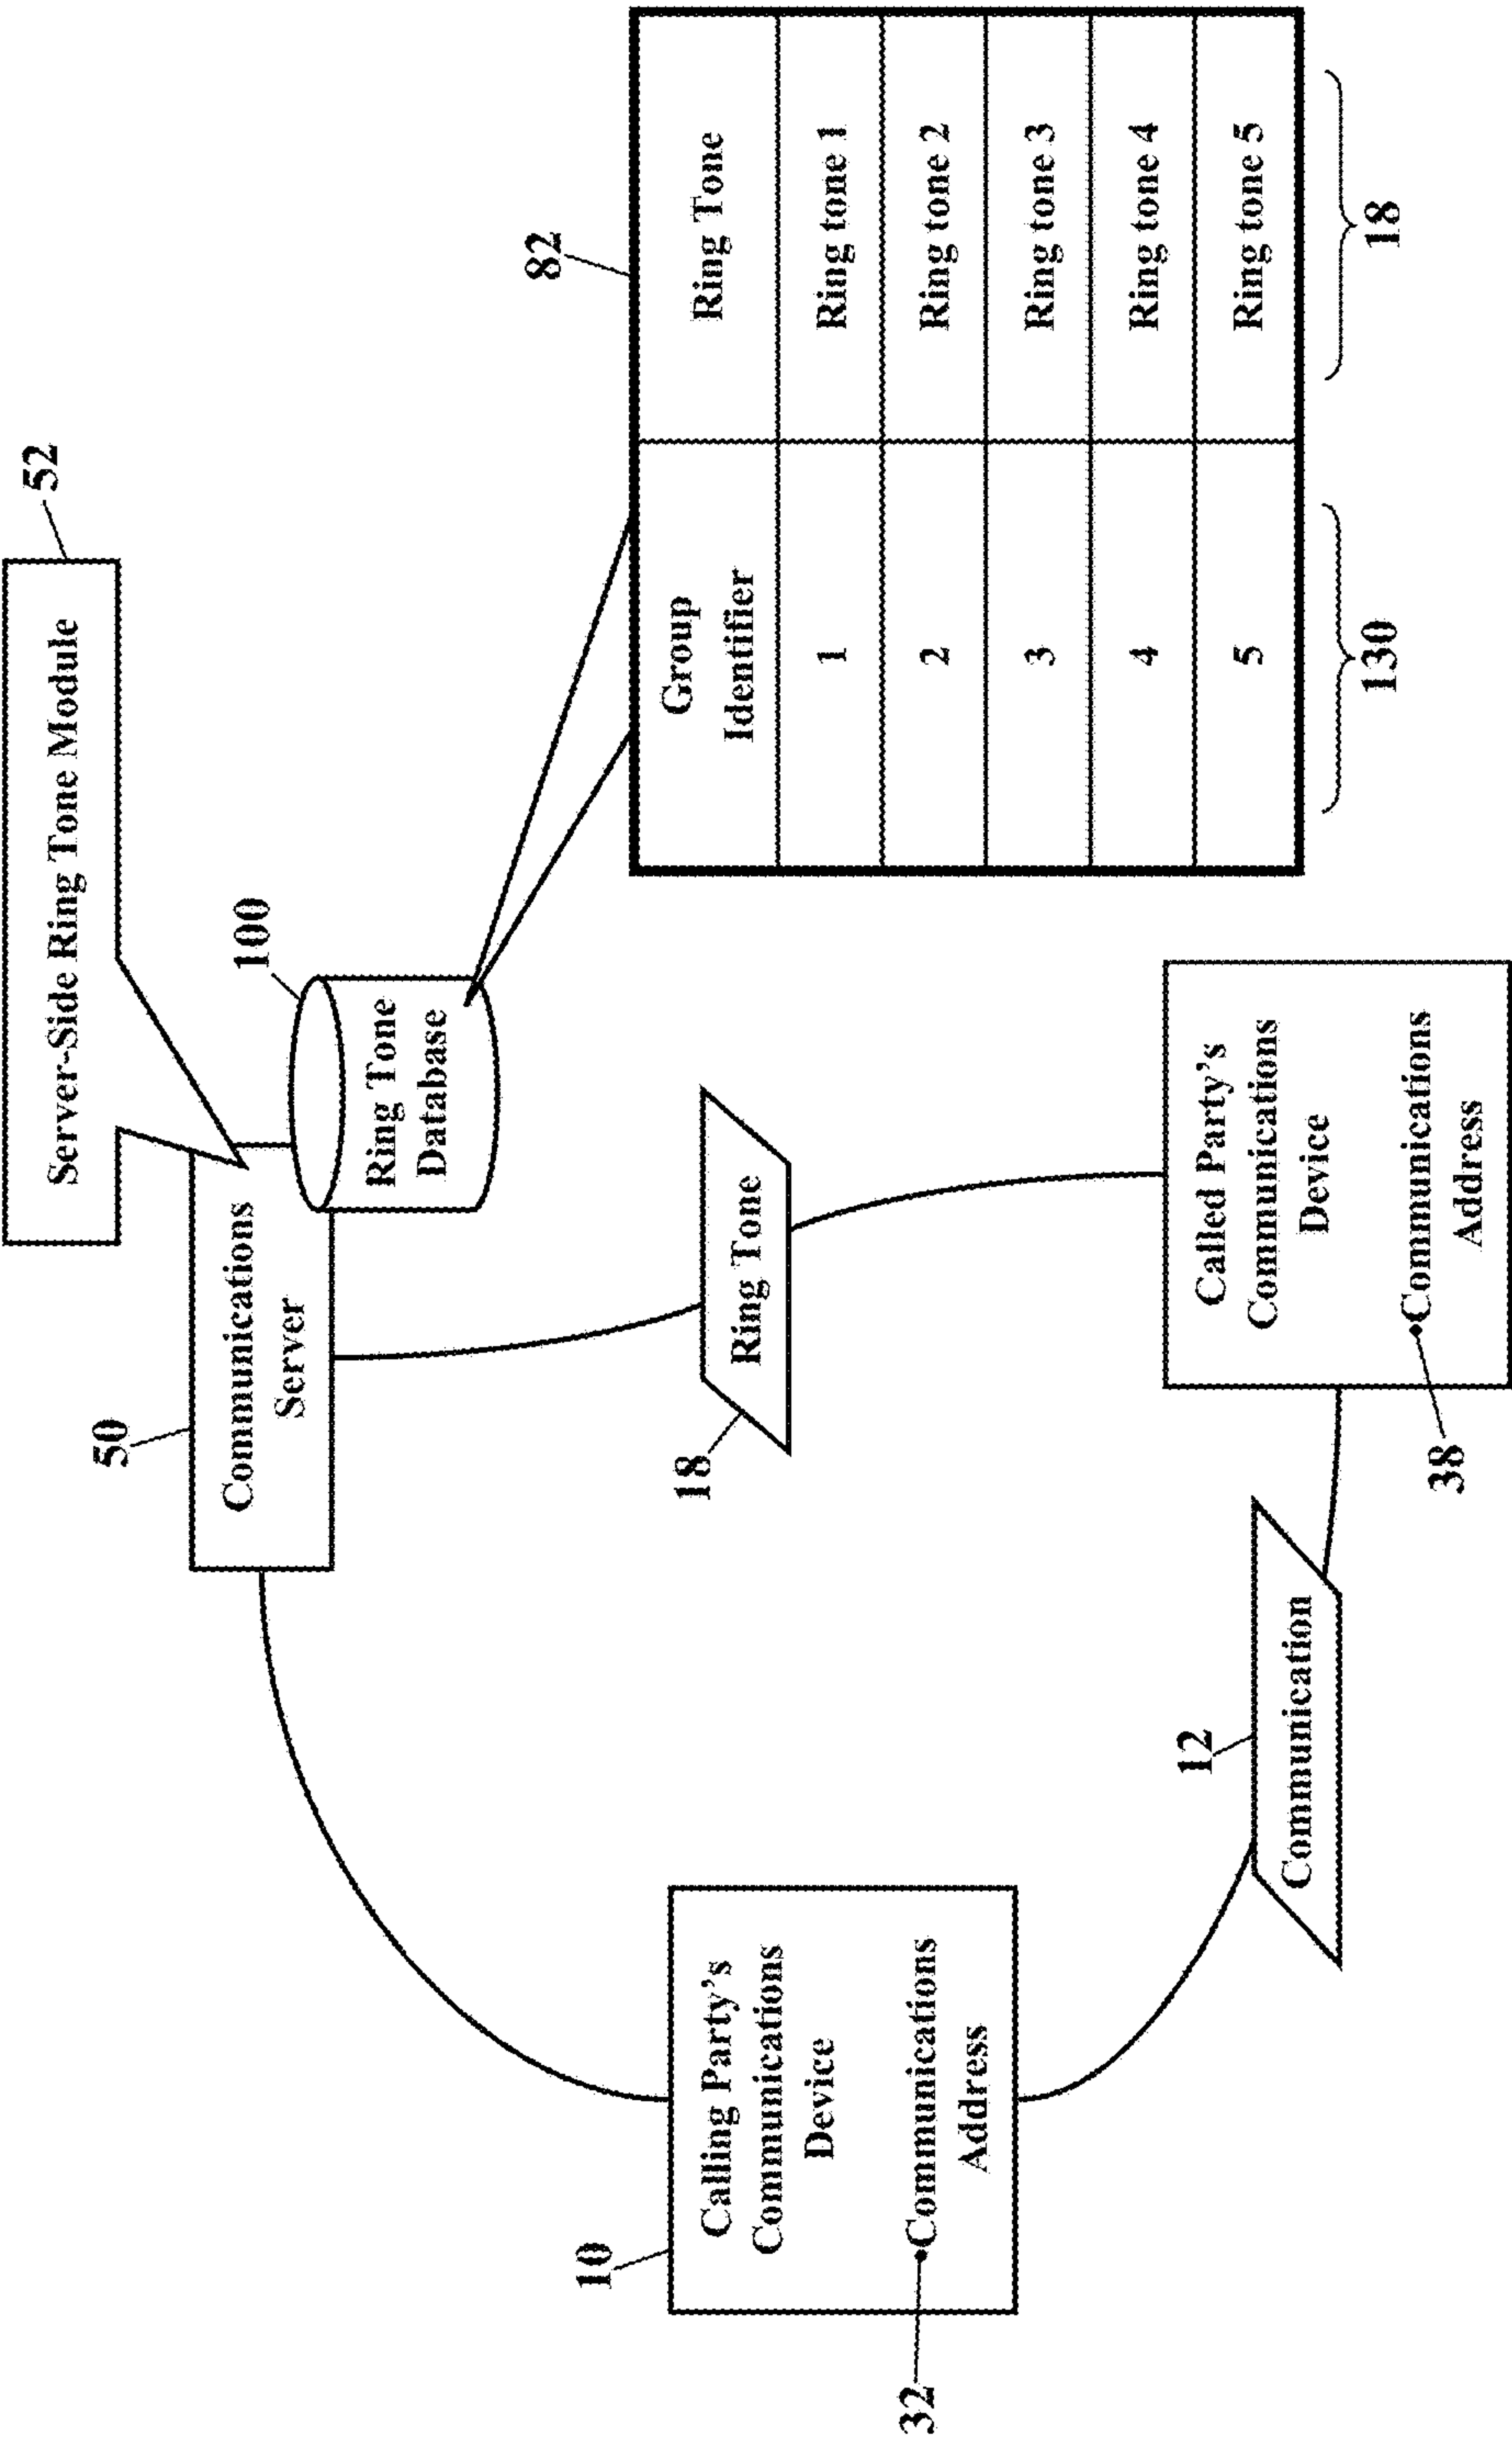 Server-Side Ring Tone Module
52
50
Communications
Server
100
Ring Tone
Database
82
Group
Identifier
Ring Tone
1
Ring tone 1
2
Ring tone 2
3
Ring tone 3
4
Ring tone 4
5
Ring tone 5
130
18
18
Ring Tone
10
Calling Party's
Communications
Device
32
Communications
Address
12
Communication
Called Party's
Communications
Device
38
Communications
Address